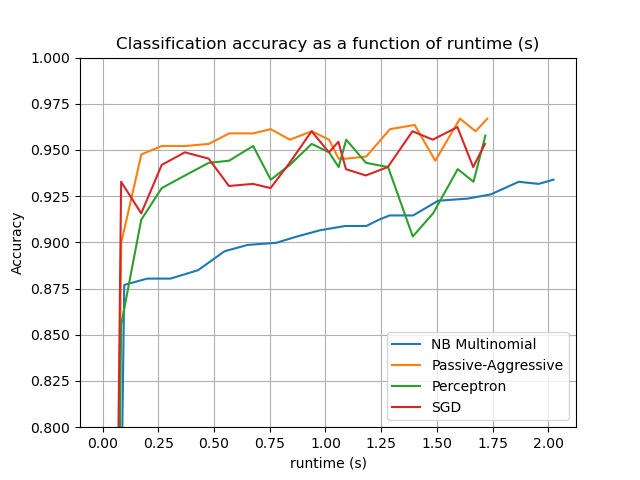 Classification accuracy as a function of runtime (s)
1.000
0.975
0.950
0.925
0.900
0.875
0.850
0.825
0.800
Accuracy
NB Multinomial
Passive-Aggressive
Perceptron
SGD
0.00 0.25 0.50 0.75 1.00 1.25 1.50 1.75 2.00
runtime (s)